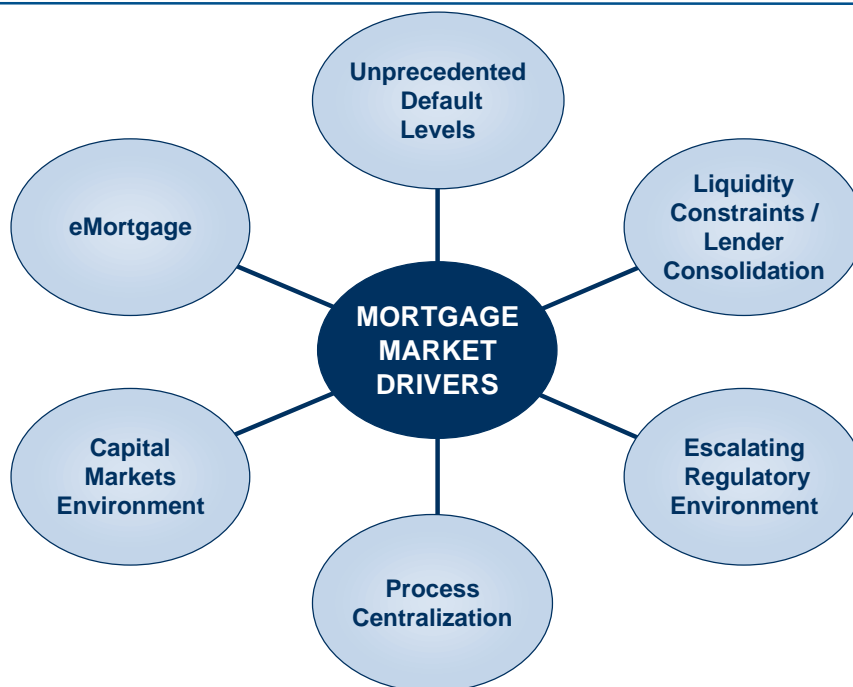 Unprecedented
Default
Levels
Liquidity
Constraints /
Lender
Consolidation
eMortgage
MORTGAGE
MARKET
DRIVERS
Capital
Markets
Environment
Escalating
Regulatory
Environment
Process
Centralization